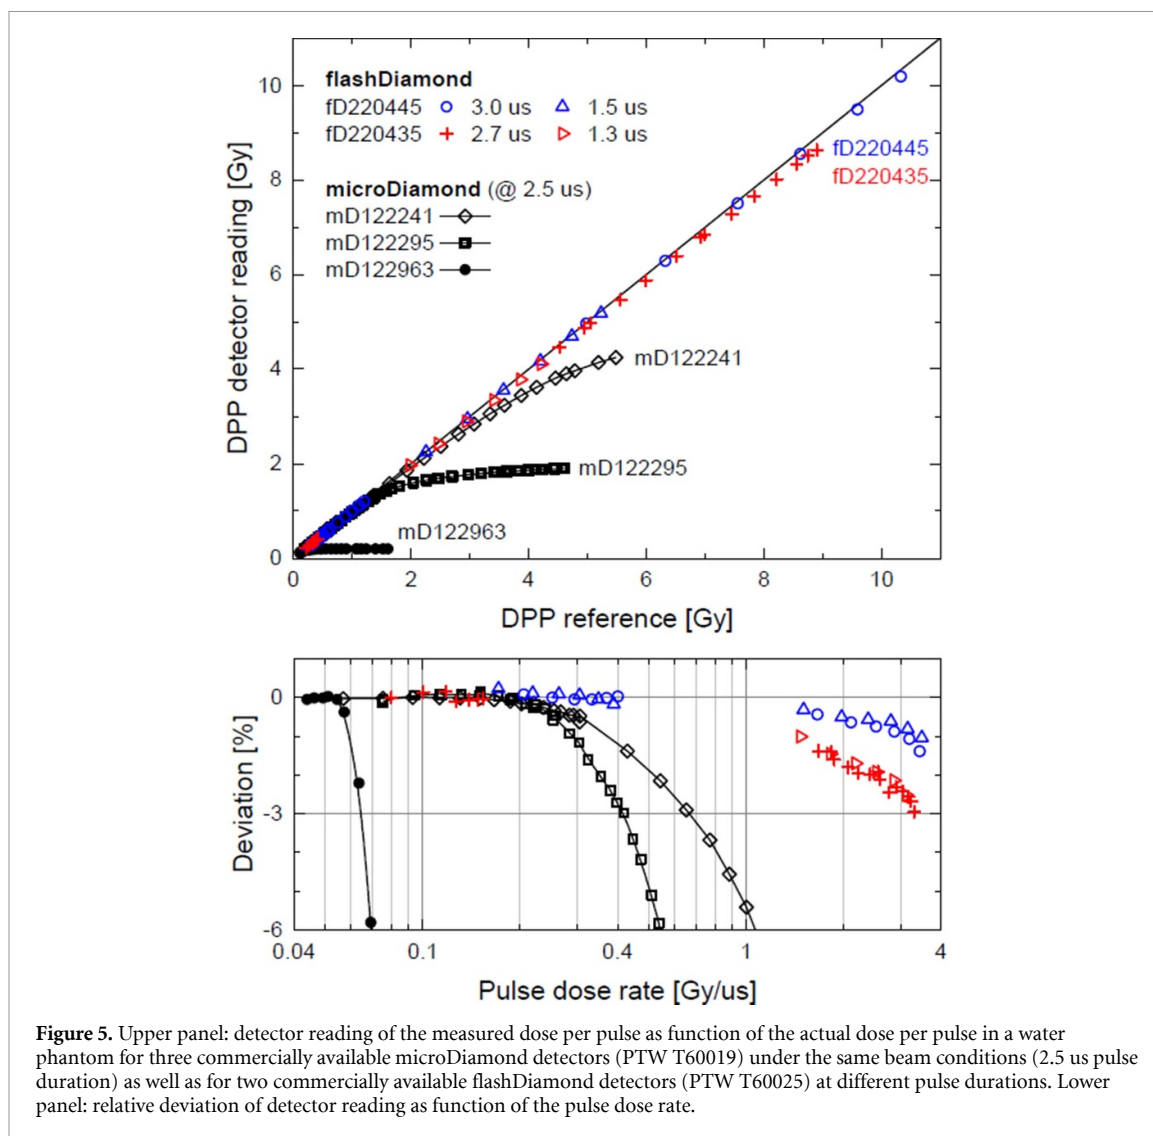 flashDiamond
fD220445 3.0 us 1.5 us
fD220435 2.7 us 1.3 us
microDiamond (@ 2.5 us)
mD122241
mD122295
mD122963
DPP detector reading [Gy]
10
8
6
4
2
0
fD220445
fD220435
mD122241
mD122295
mD122963
0 2 4 6 8 10
DPP reference [Gy]
Deviation [%]
0
-3
-6
0.04 0.1 0.4 1 4
Pulse dose rate [Gy/us]
Figure 5. Upper panel: detector reading of the measured dose per pulse as function of the actual dose per pulse in a water
phantom for three commercially available microDiamond detectors (PTW T60019) under the same beam conditions (2.5 us pulse
duration) as well as for two commercially available flashDiamond detectors (PTW T60025) at different pulse durations. Lower
panel: relative deviation of detector reading as function of the pulse dose rate.